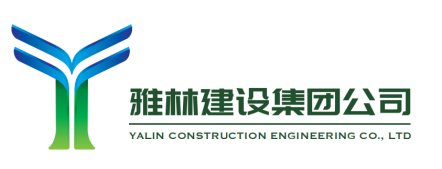 雅林建设集团公司
YALIN CONSTRUCTION ENGINEERING CO., LTD